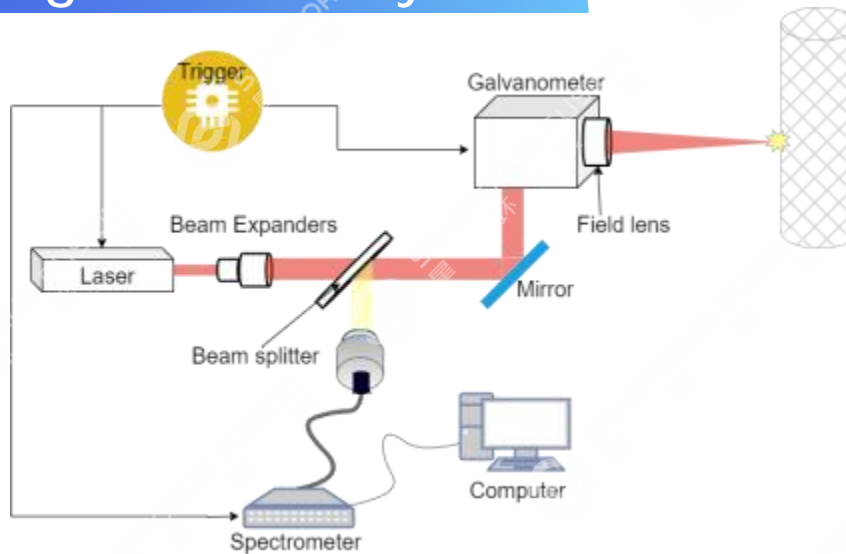 Trigger
Galvanometer
Beam Expanders
Field lens
Laser
Mirror
Beam splitter
Computer
Spectrometer